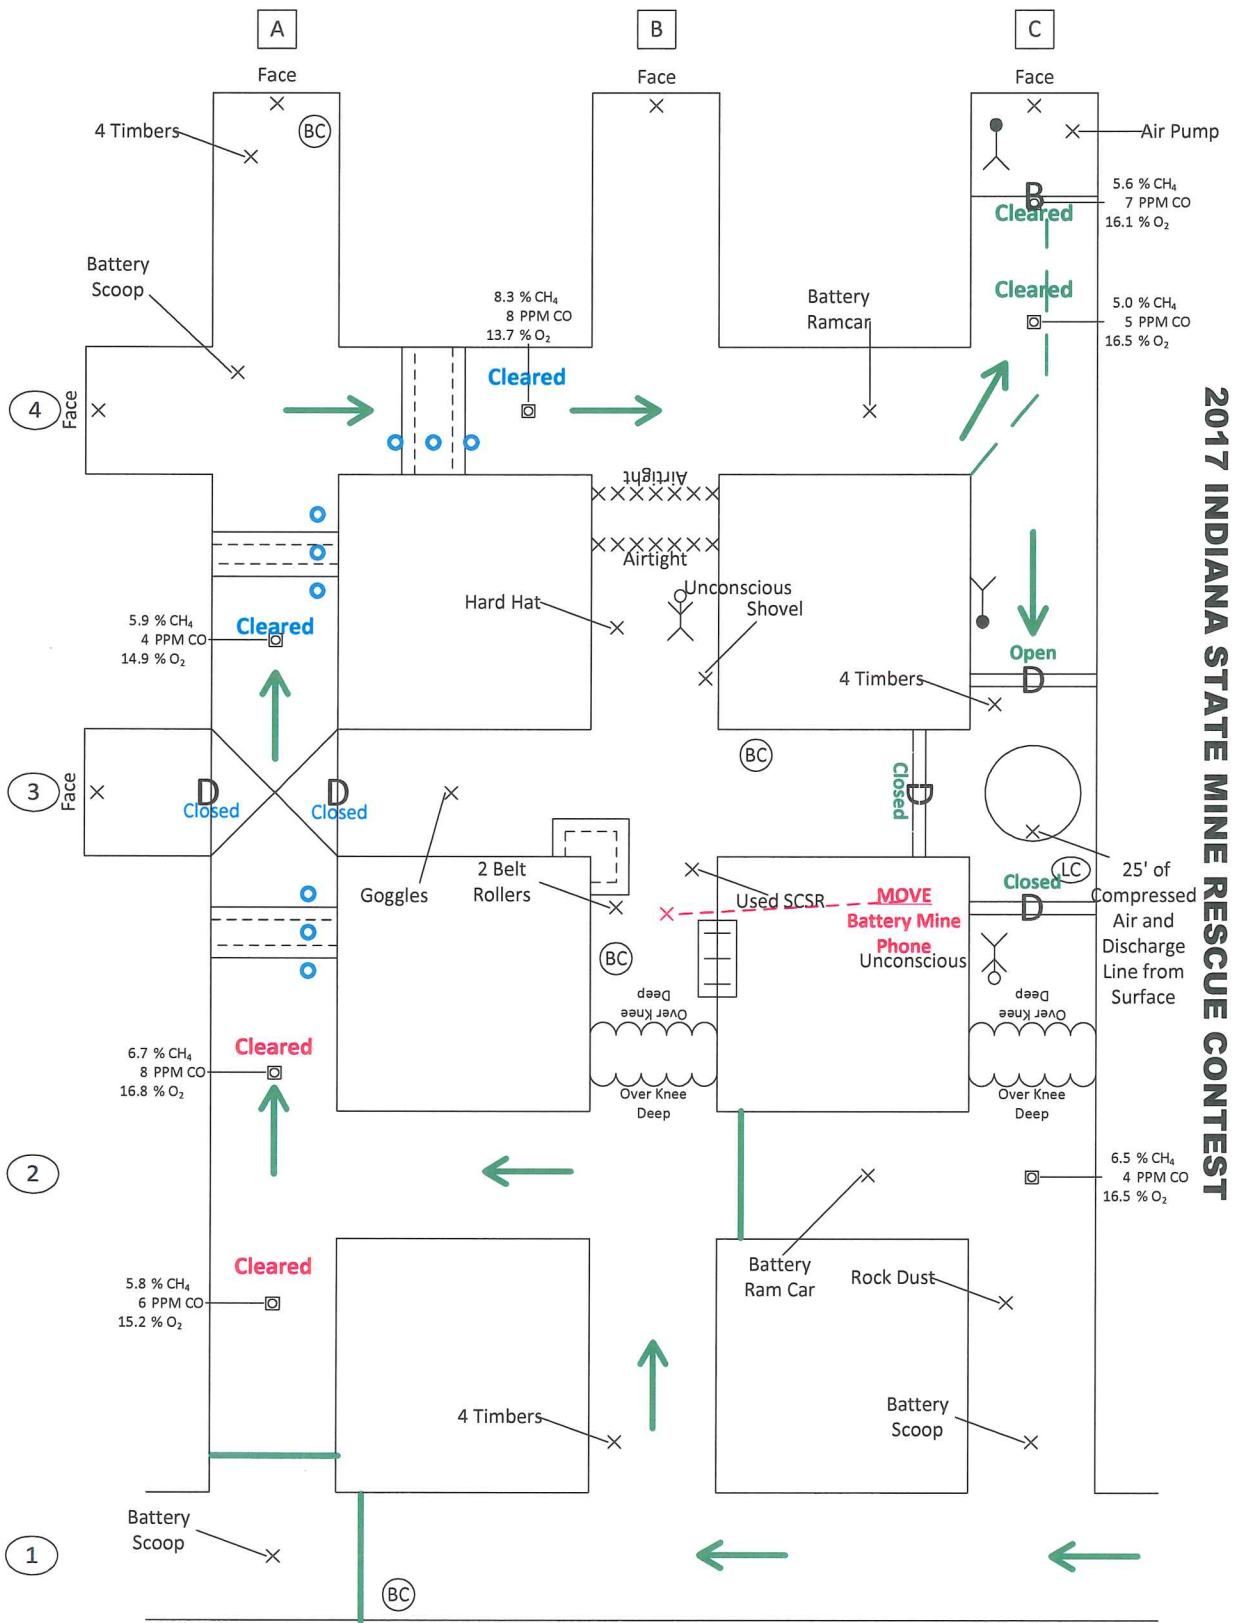 A
B
C
Face
Face
Face
4 Timbers
BC
Air Pump
5.6 % CH₄
7 PPM CO
16.1 % O₂
B
Cleared
Battery
Scoop
8.3 % CH₄
8 PPM CO
13.7 % O₂
Battery
Ramcar
Cleared
5.0 % CH₄
5 PPM CO
16.5 % O₂
Cleared
4
Face
Airtight
Airtight
Unconscious
Shovel
Hard Hat
5.9 % CH₄
4 PPM CO
14.9 % O₂
Cleared
Open
D
4 Timbers
BC
3
Face
D
Closed
D
Closed
Closed
D
Goggles
2 Belt
Rollers
Used SCSR
MOVE
Battery Mine
Phone
Unconscious
Closed
D
LC
25' of
Compressed
Air and
Discharge
Line from
Surface
BC
Over Knee
Deep
Over Knee
Deep
Over Knee
Deep
Over Knee
Deep
6.7 % CH₄
8 PPM CO
16.8 % O₂
Cleared
2
6.5 % CH₄
4 PPM CO
16.5 % O₂
Cleared
5.8 % CH₄
6 PPM CO
15.2 % O₂
Battery
Ram Car
Rock Dust
4 Timbers
Battery
Scoop
Battery
Scoop
1
BC
2017 INDIANA STATE MINE RESCUE CONTEST